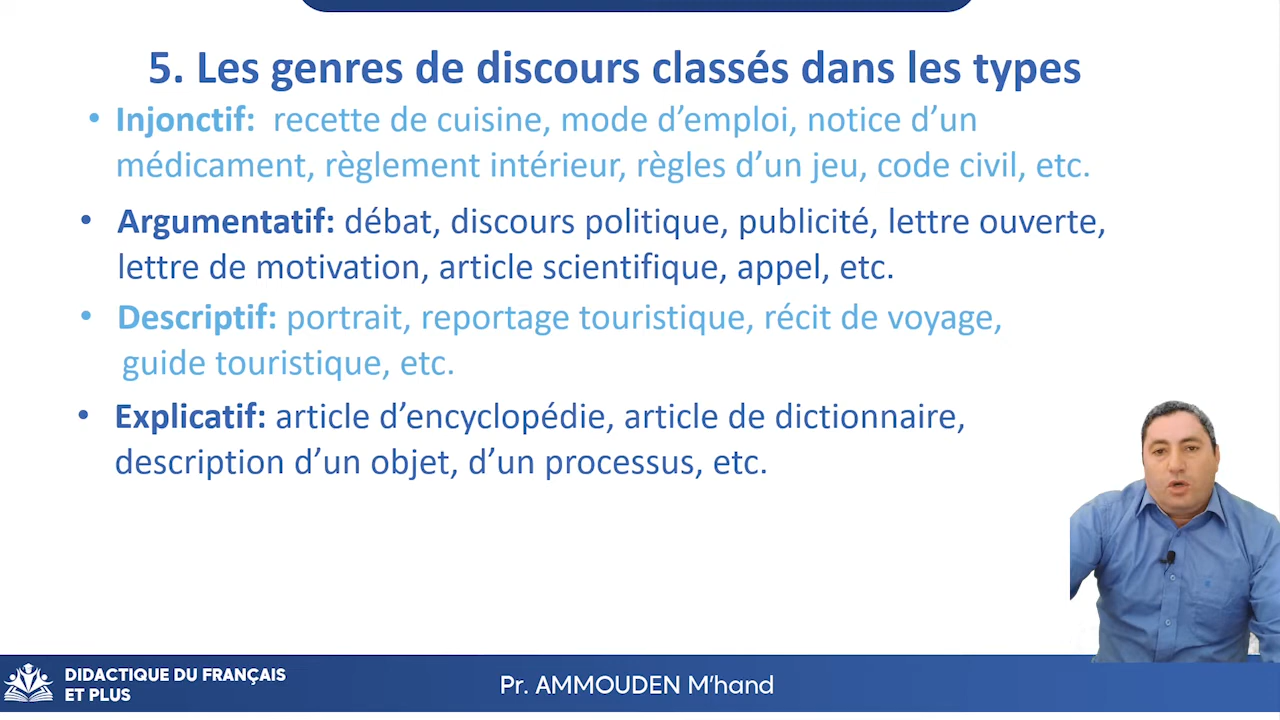 5. Les genres de discours classés dans les types
• Injonctif: recette de cuisine, mode d’emploi, notice d’un
médicament, règlement intérieur, règles d’un jeu, code civil, etc.
• Argumentatif: débat, discours politique, publicité, lettre ouverte,
lettre de motivation, article scientifique, appel, etc.
• Descriptif: portrait, reportage touristique, récit de voyage,
guide touristique, etc.
• Explicatif: article d’encyclopédie, article de dictionnaire,
description d’un objet, d’un processus, etc.
DIDACTIQUE DU FRANÇAIS
ET PLUS
Pr. AMMOUDEN M’hand